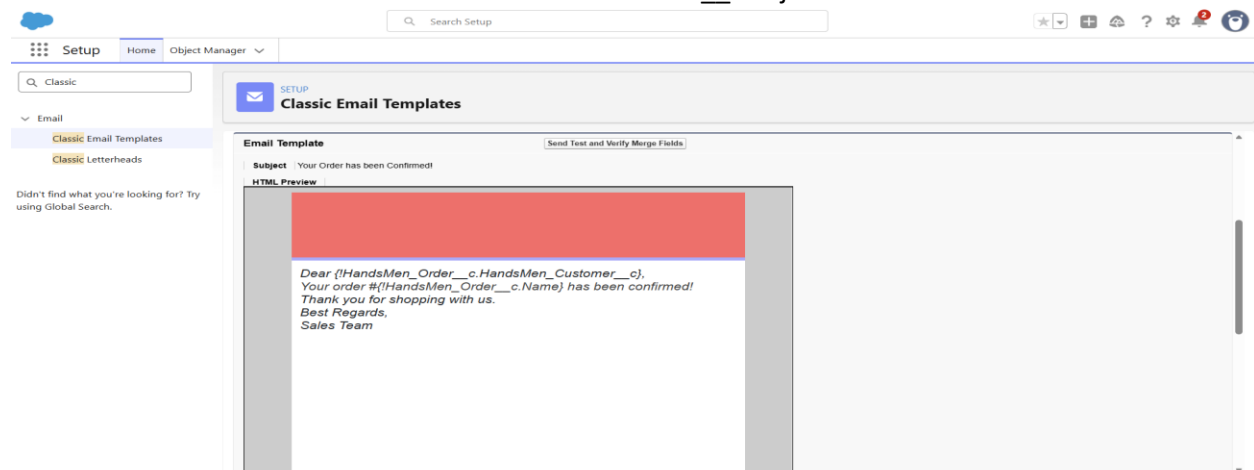 Search Setup
2
Setup
Home
Object Manager
Classic
SETUP
Classic Email Templates
Email
Classic Email Templates
Classic Letterheads
Didn't find what you're looking for? Try
using Global Search.
Email Template
Send Test and Verify Merge Fields
Subject Your Order has been Confirmed!
HTML Preview
Dear {!HandsMen_Order__c.HandsMen_Customer__c},
Your order #{!HandsMen_Order__c.Name} has been confirmed!
Thank you for shopping with us.
Best Regards,
Sales Team